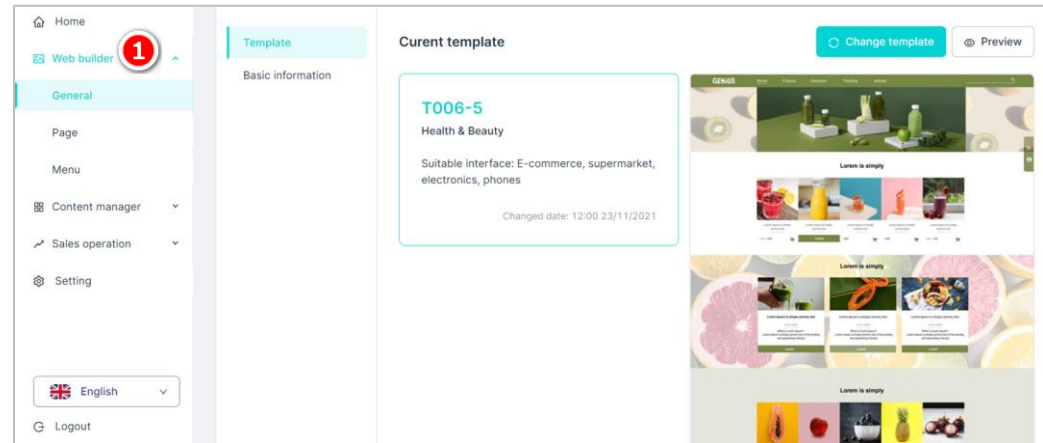 Home
Web builder
1
General
Page
Menu
Content manager
Sales operation
Setting
English
Logout
Template
Basic information
Curent template
Change template
Preview
T006-5
Health & Beauty
Suitable interface: E-commerce, supermarket,
electronics, phones
Changed date: 12:00 23/11/2021
GENIUS
Home
Lorem is simply
Lorem is simply
Lorem is simply